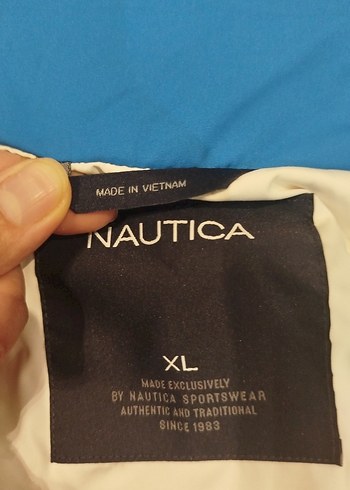 MADE IN VIETNAM
NAUTICA
XL
MADE EXCLUSIVELY
BY NAUTICA SPORTSWEAR
AUTHENTIC AND TRADITIONAL
SINCE 1983